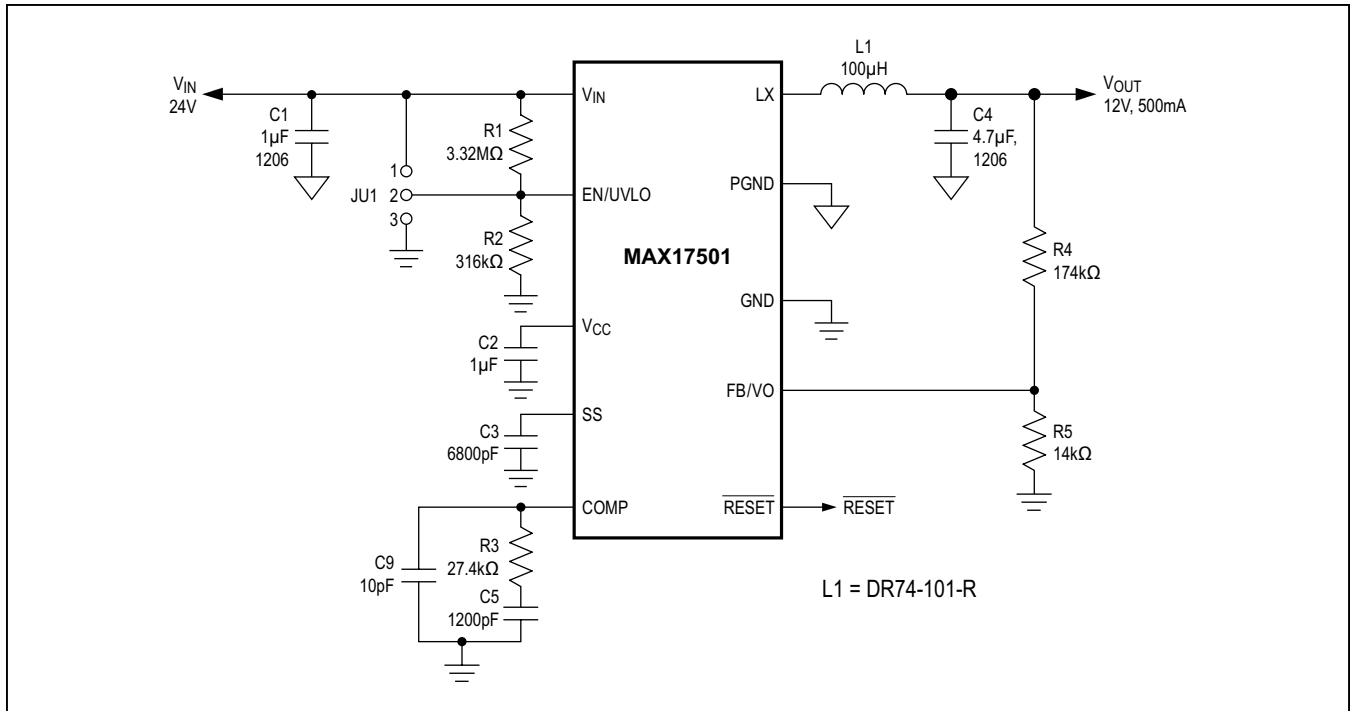 L1
100µH
VIN
24V
VIN
LX
VOUT
12V, 500mA
C1
1µF
1206
R1
3.32MΩ
C4
4.7µF,
1206
1
JU1 2
3
EN/UVLO
PGND
R2
316kΩ
MAX17501
R4
174kΩ
GND
VCC
C2
1µF
FB/VO
SS
C3
6800pF
R5
14kΩ
COMP
RESET
RESET
R3
27.4kΩ
C9
10pF
C5
1200pF
L1 = DR74-101-R